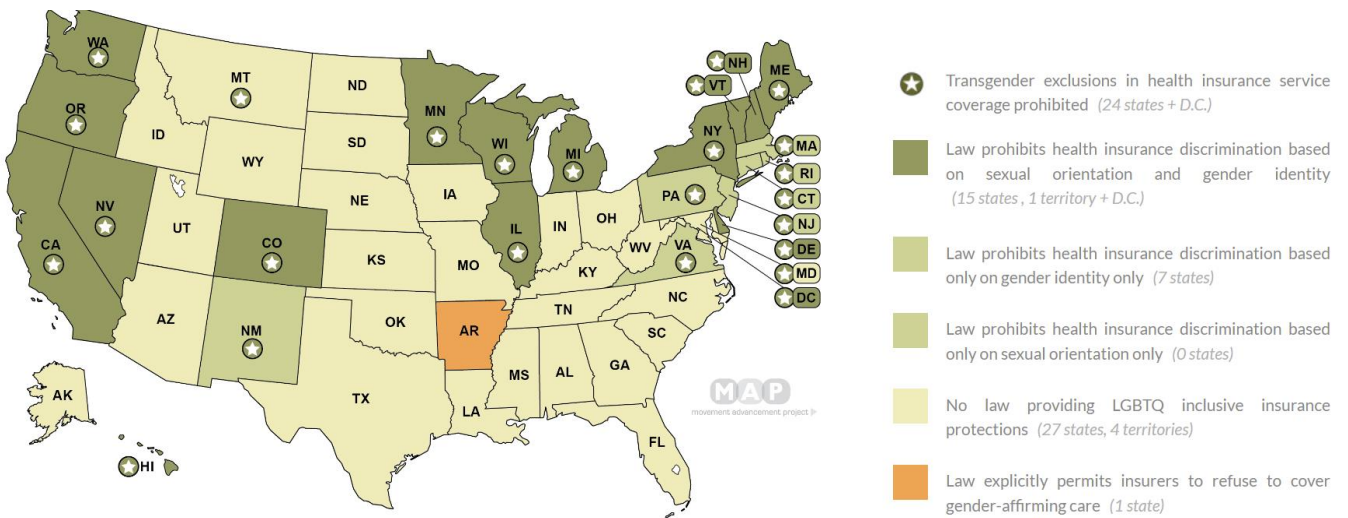 WA
OR
CA
NV
ID
MT
WY
UT
AZ
CO
NM
ND
SD
NE
KS
OK
TX
MN
IA
MO
AR
LA
WI
IL
MI
IN
OH
KY
TN
MS
AL
GA
FL
SC
NC
VA
WV
PA
NY
VT
NH
ME
MA
RI
CT
NJ
DE
MD
DC
AK
HI
MAP
movement advancement project
Transgender exclusions in health insurance service
coverage prohibited (24 states + D.C.)
Law prohibits health insurance discrimination based
on sexual orientation and gender identity
(15 states , 1 territory + D.C.)
Law prohibits health insurance discrimination based
only on gender identity only (7 states)
Law prohibits health insurance discrimination based
only on sexual orientation only (0 states)
No law providing LGBTQ inclusive insurance
protections (27 states, 4 territories)
Law explicitly permits insurers to refuse to cover
gender-affirming care (1 state)